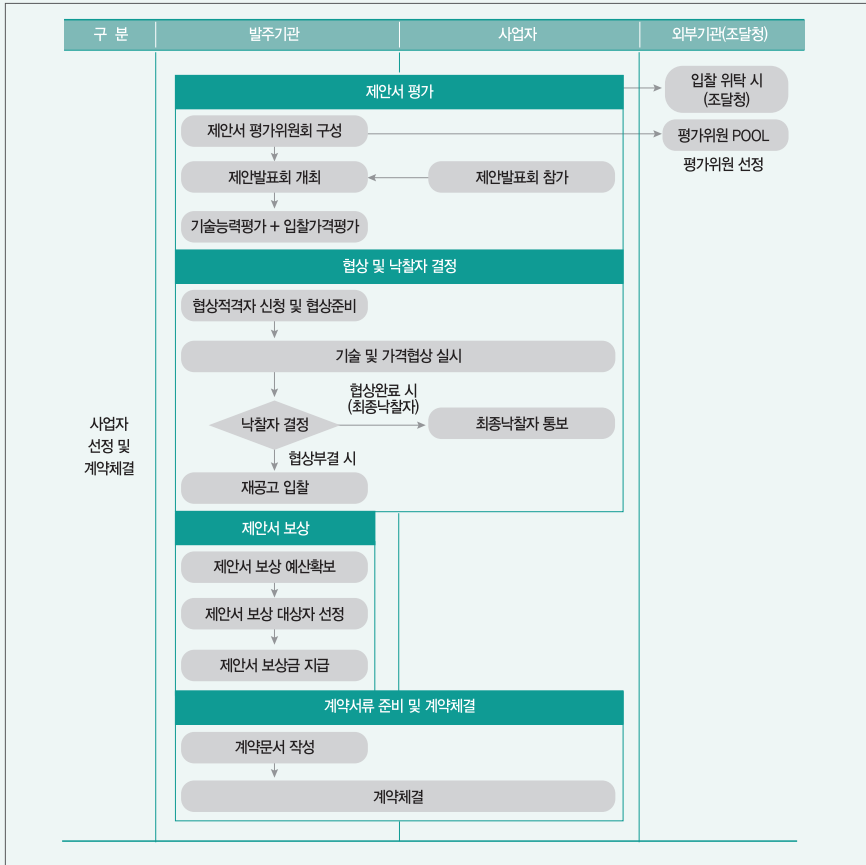 구 분
발주기관
사업자
외부기관(조달청)
제안서 평가
입찰 위탁 시
(조달청)
제안서 평가위원회 구성
평가위원 POOL
평가위원 선정
제안발표회 개최
제안발표회 참가
기술능력평가 + 입찰가격평가
협상 및 낙찰자 결정
협상적격자 신청 및 협상준비
기술 및 가격협상 실시
협상완료 시
(최종낙찰자)
낙찰자 결정
최종낙찰자 통보
협상부결 시
재공고 입찰
사업자
선정 및
계약체결
제안서 보상
제안서 보상 예산확보
제안서 보상 대상자 선정
제안서 보상금 지급
계약서류 준비 및 계약체결
계약문서 작성
계약체결